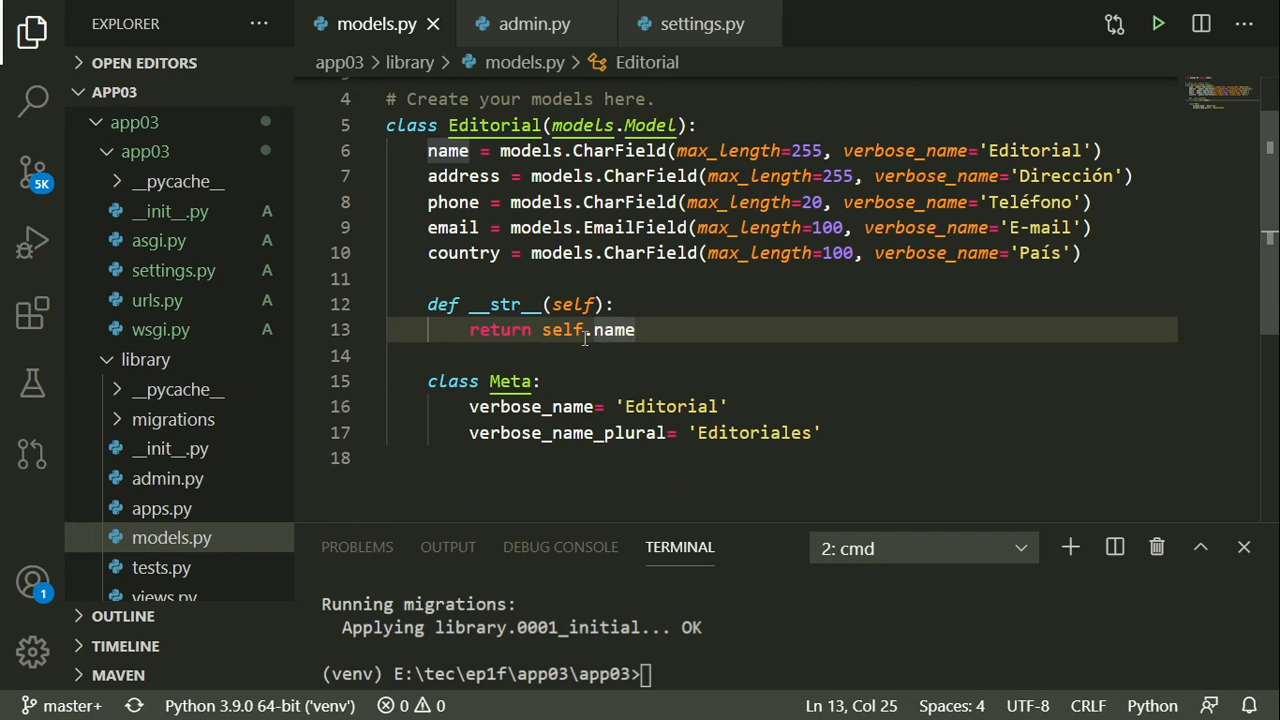 EXPLORER
models.py
admin.py
settings.py
OPEN EDITORS
app03 > library > models.py > Editorial
APP03
app03
app03
__pycache__
__init__.py A
asgi.py A
settings.py A
urls.py A
wsgi.py A
library
__pycache__
migrations
__init__.py
admin.py
apps.py
models.py
tests.py
views.py
OUTLINE
TIMELINE
MAVEN
5K
1
4 # Create your models here.
5 class Editorial(models.Model):
6 name = models.CharField(max_length=255, verbose_name='Editorial')
7 address = models.CharField(max_length=255, verbose_name='Dirección')
8 phone = models.CharField(max_length=20, verbose_name='Teléfono')
9 email = models.EmailField(max_length=100, verbose_name='E-mail')
10 country = models.CharField(max_length=100, verbose_name='País')
11
12 def __str__(self):
13 return self.name
14
15 class Meta:
16 verbose_name= 'Editorial'
17 verbose_name_plural= 'Editoriales'
18
PROBLEMS OUTPUT DEBUG CONSOLE TERMINAL 2: cmd
Running migrations:
Applying library.0001_initial... OK
(venv) E:\tec\ep1f\app03\app03>
master+ Python 3.9.0 64-bit ('venv') 0 0 Ln 13, Col 25 Spaces: 4 UTF-8 CRLF Python